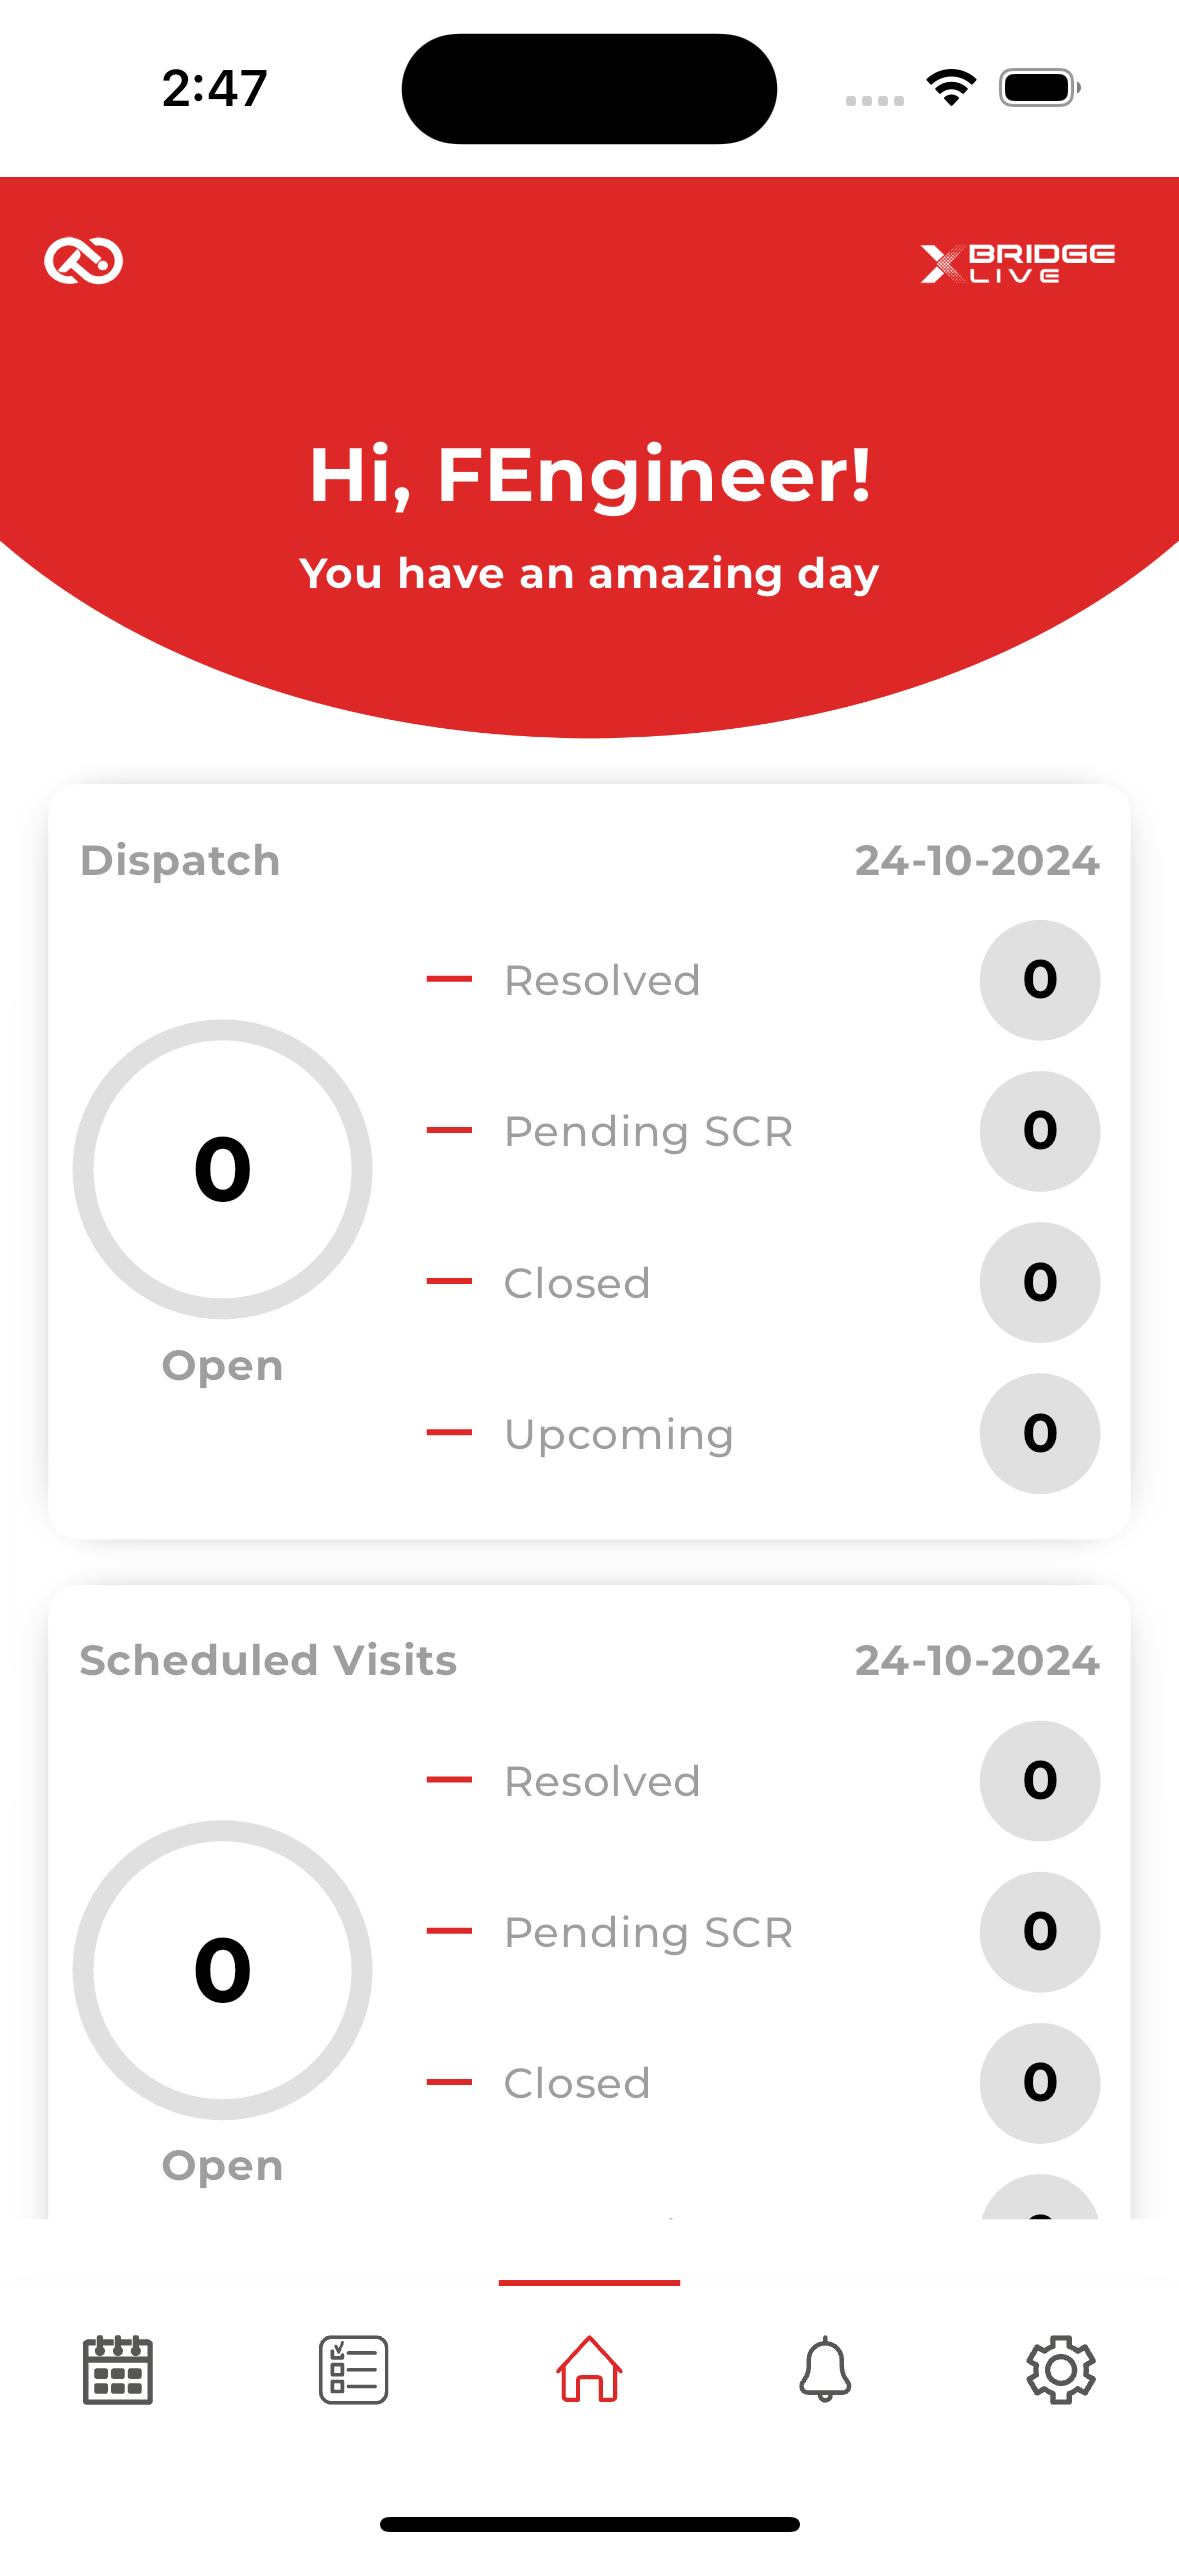 2:47
BRIDGE
LIVE
Hi, FEngineer!
You have an amazing day
Dispatch 24-10-2024
Resolved 0
Pending SCR 0
0
Closed 0
Open
Upcoming 0
Scheduled Visits 24-10-2024
Resolved 0
Pending SCR 0
0
Closed 0
Open